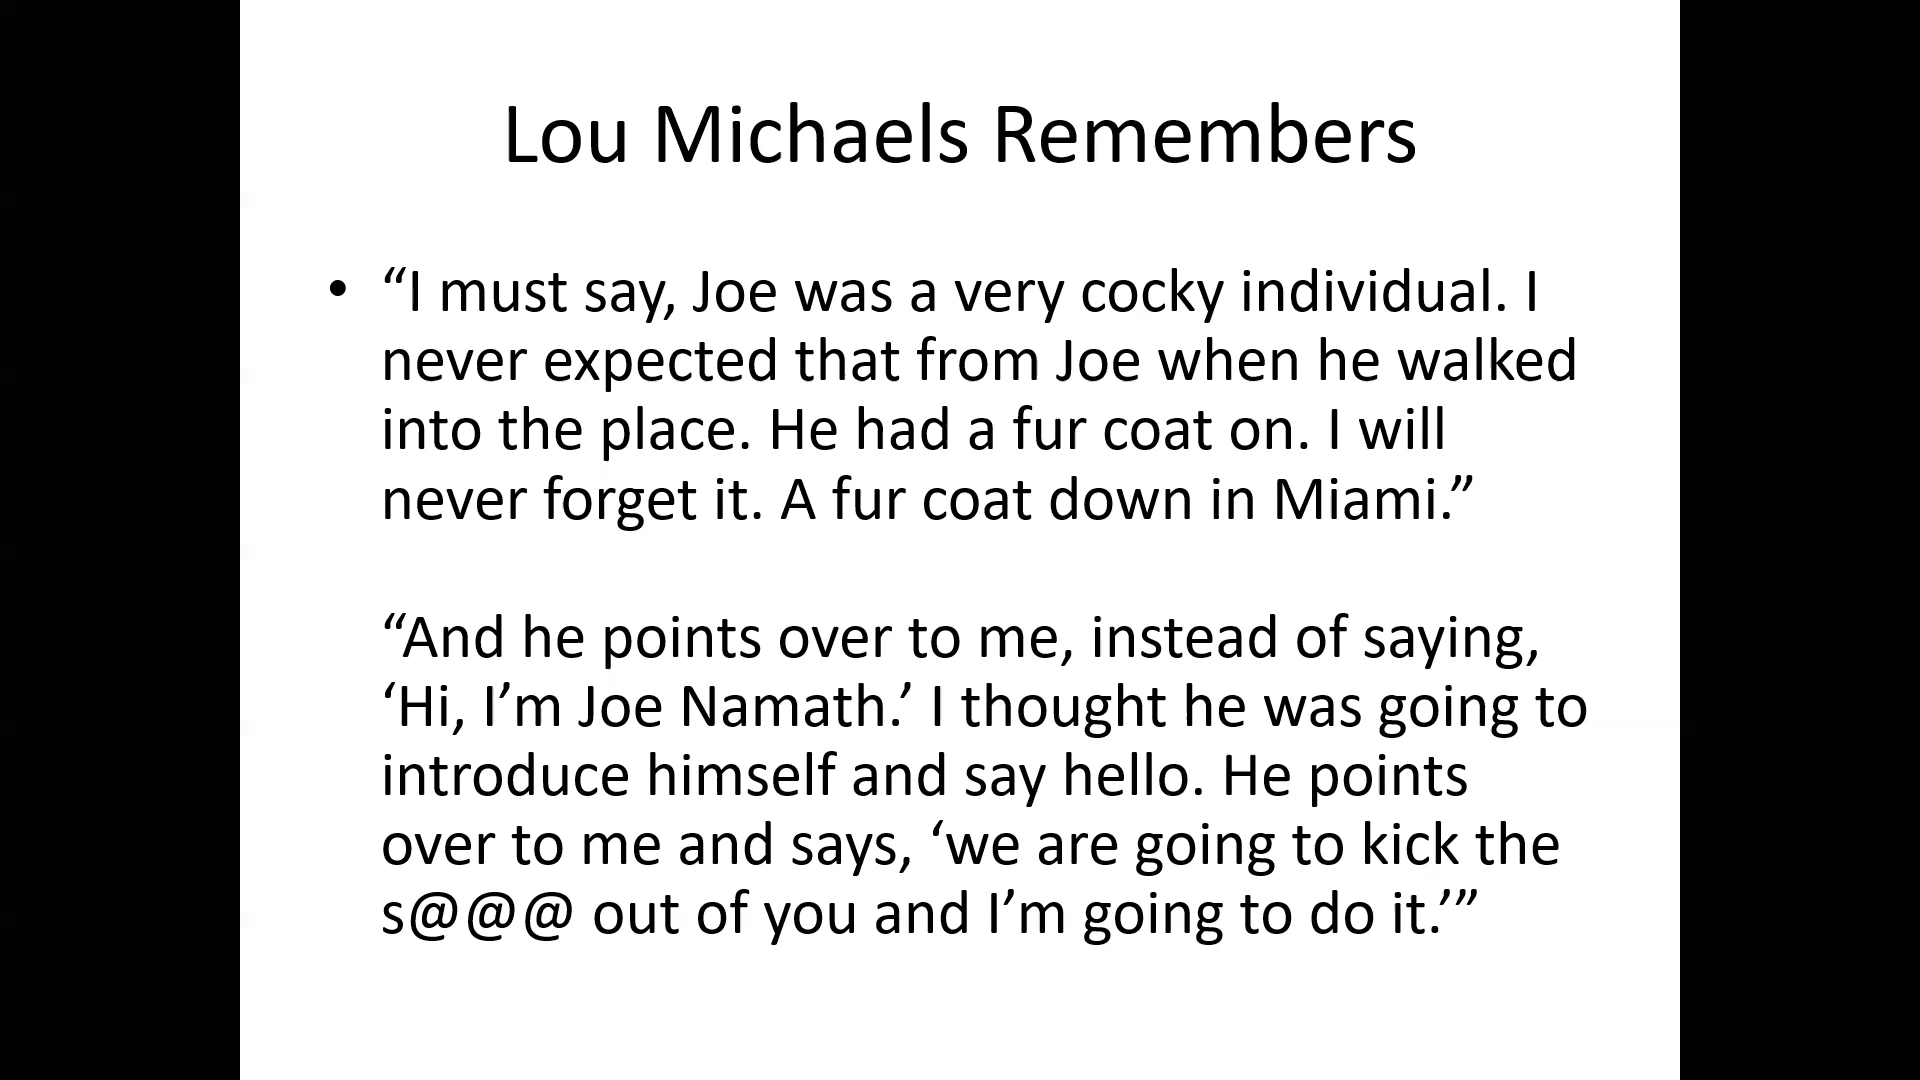 Lou Michaels Remembers
• “I must say, Joe was a very cocky individual. I
never expected that from Joe when he walked
into the place. He had a fur coat on. I will
never forget it. A fur coat down in Miami.”
“And he points over to me, instead of saying,
‘Hi, I’m Joe Namath.’ I thought he was going to
introduce himself and say hello. He points
over to me and says, ‘we are going to kick the
s@@@ out of you and I’m going to do it.’”